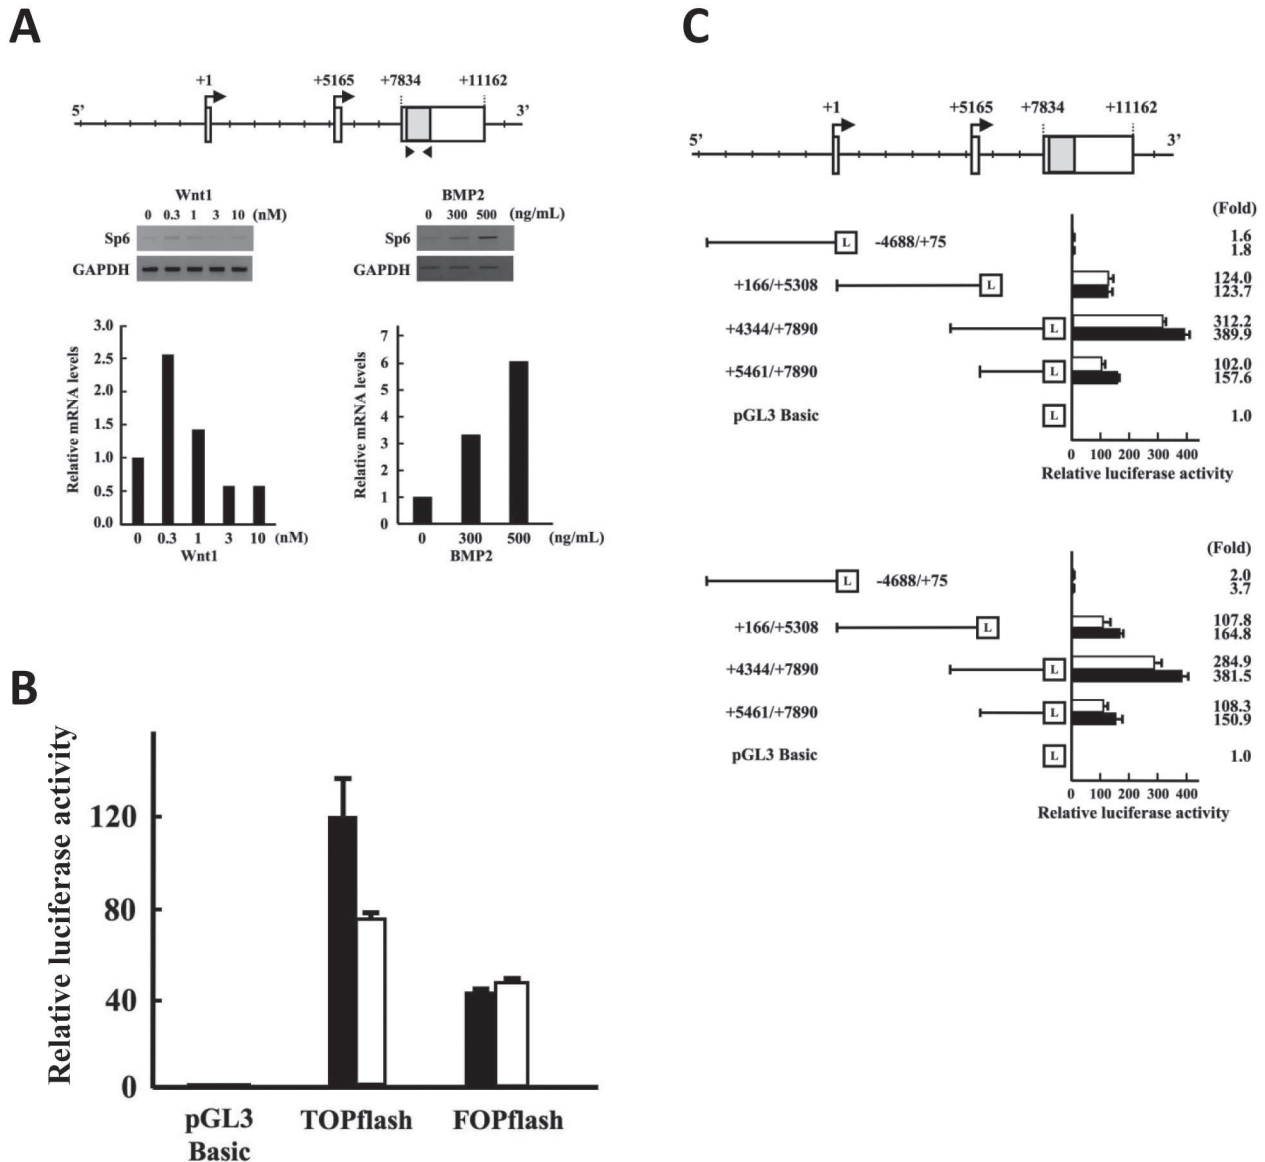 A
+1 +5165 +7834 +11162
5’ 3’
Wnt1
0 0.3 1 3 10 (nM)
Sp6
GAPDH
BMP2
0 300 500 (ng/mL)
Sp6
GAPDH
Relative mRNA levels
3.0
2.5
2.0
1.5
1.0
0.5
0.0
0 0.3 1 3 10 (nM)
Wnt1
Relative mRNA levels
7
6
5
4
3
2
1
0
0 300 500 (ng/mL)
BMP2
B
Relative luciferase activity
120
80
40
0
pGL3 Basic
TOPflash
FOPflash
C
+1 +5165 +7834 +11162
5’ 3’
(Fold)
L -4688/+75 1.6
1.8
+166/+5308 L 124.0
123.7
+4344/+7890 L 312.2
389.9
+5461/+7890 L 102.0
157.6
pGL3 Basic L 1.0
0 100 200 300 400
Relative luciferase activity
(Fold)
L -4688/+75 2.0
3.7
+166/+5308 L 107.8
164.8
+4344/+7890 L 284.9
381.5
+5461/+7890 L 108.3
150.9
pGL3 Basic L 1.0
0 100 200 300 400
Relative luciferase activity